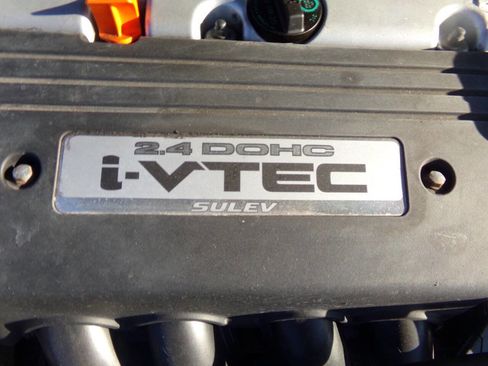 2.4 DOHC
i-VTEC
SULEV